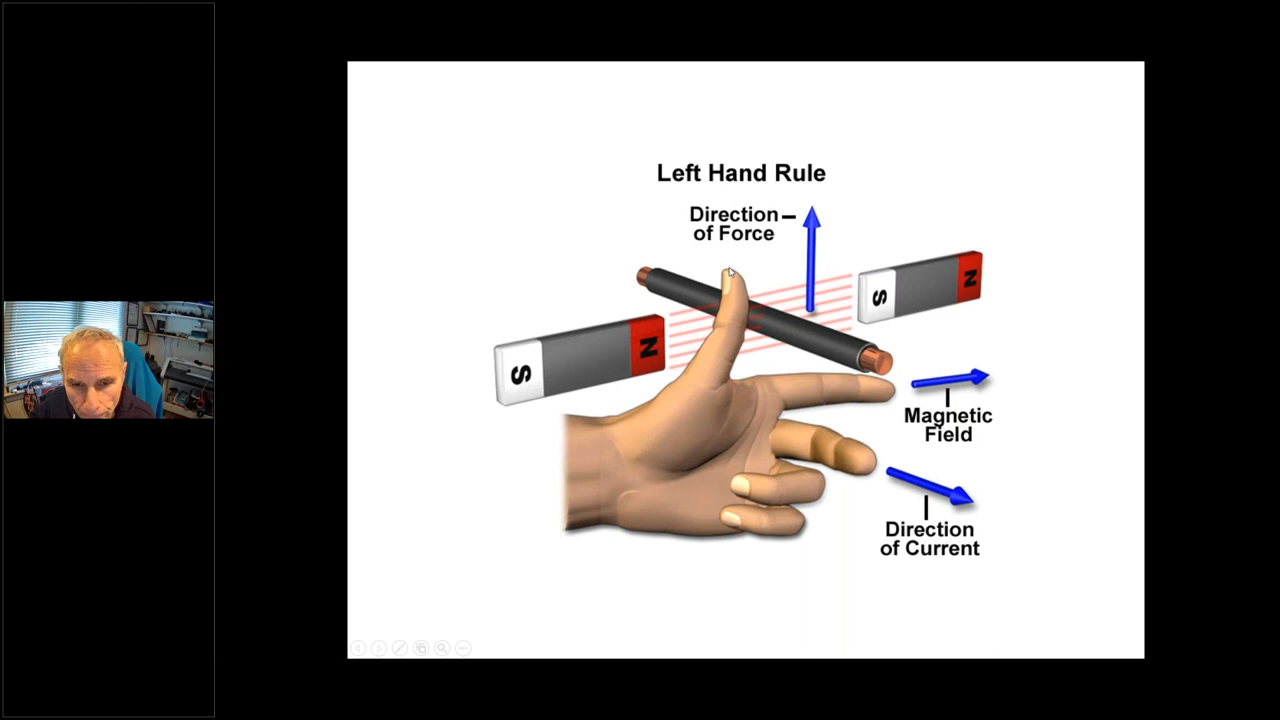 Left Hand Rule
Direction
of Force
N
S
N
S
Magnetic
Field
Direction
of Current